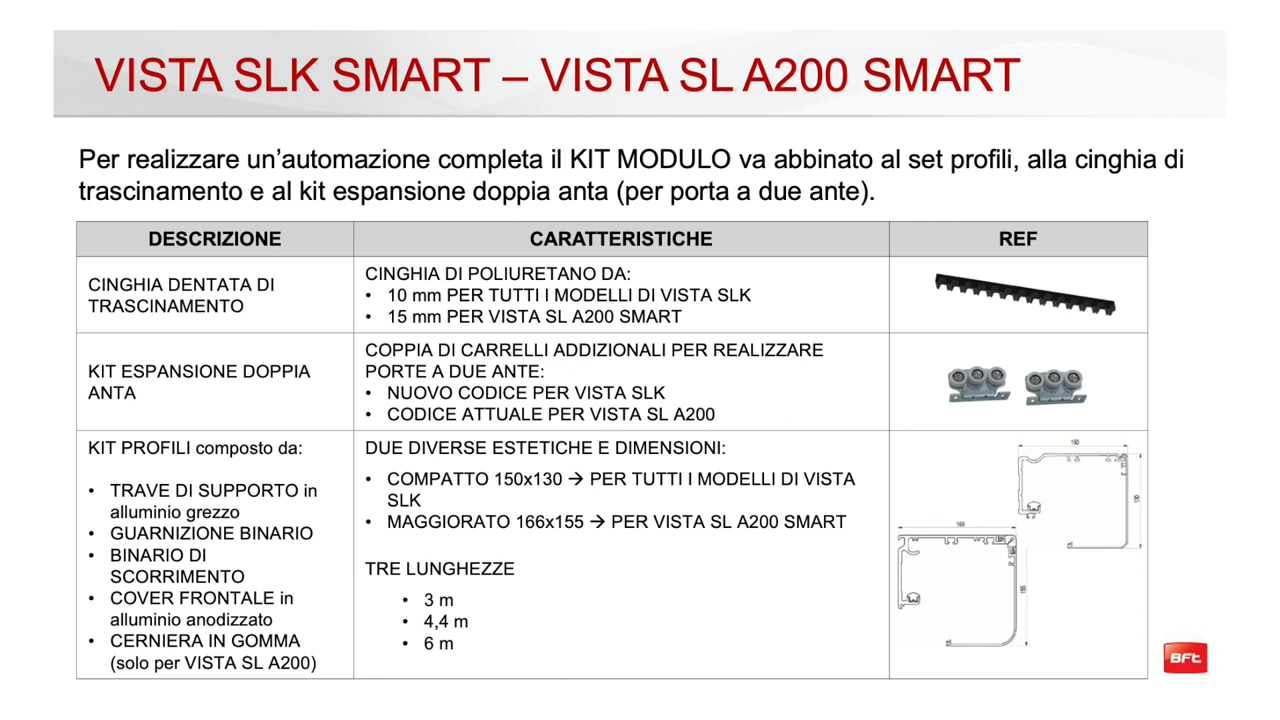 VISTA SLK SMART – VISTA SL A200 SMART
Per realizzare un’automazione completa il KIT MODULO va abbinato al set profili, alla cinghia di
trascinamento e al kit espansione doppia anta (per porta a due ante).
DESCRIZIONE
CARATTERISTICHE
REF
CINGHIA DENTATA DI
TRASCINAMENTO
CINGHIA DI POLIURETANO DA:
• 10 mm PER TUTTI I MODELLI DI VISTA SLK
• 15 mm PER VISTA SL A200 SMART
KIT ESPANSIONE DOPPIA
ANTA
COPPIA DI CARRELLI ADDIZIONALI PER REALIZZARE
PORTE A DUE ANTE:
• NUOVO CODICE PER VISTA SLK
• CODICE ATTUALE PER VISTA SL A200
KIT PROFILI composto da:
• TRAVE DI SUPPORTO in
alluminio grezzo
• GUARNIZIONE BINARIO
• BINARIO DI
SCORRIMENTO
• COVER FRONTALE in
alluminio anodizzato
• CERNIERA IN GOMMA
(solo per VISTA SL A200)
DUE DIVERSE ESTETICHE E DIMENSIONI:
• COMPATTO 150x130 → PER TUTTI I MODELLI DI VISTA
SLK
• MAGGIORATO 166x155 → PER VISTA SL A200 SMART
TRE LUNGHEZZE
• 3 m
• 4,4 m
• 6 m
150
130
166
155
BFt